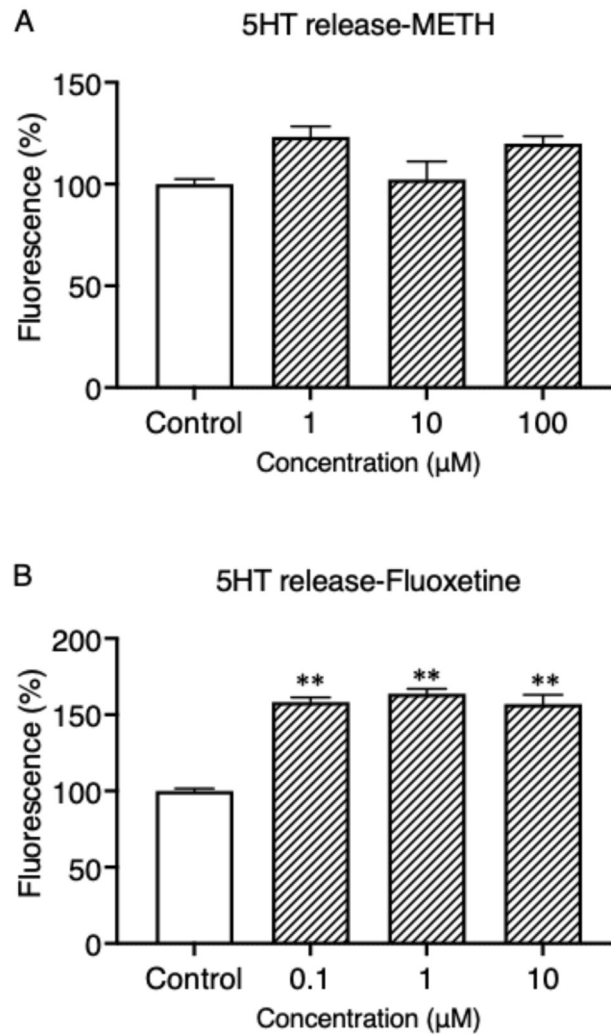 A
5HT release-METH
150
100
50
0
Fluorescence (%)
Control 1 10 100
Concentration (μM)
B
5HT release-Fluoxetine
200
150
100
50
0
Fluorescence (%)
** ** **
Control 0.1 1 10
Concentration (μM)